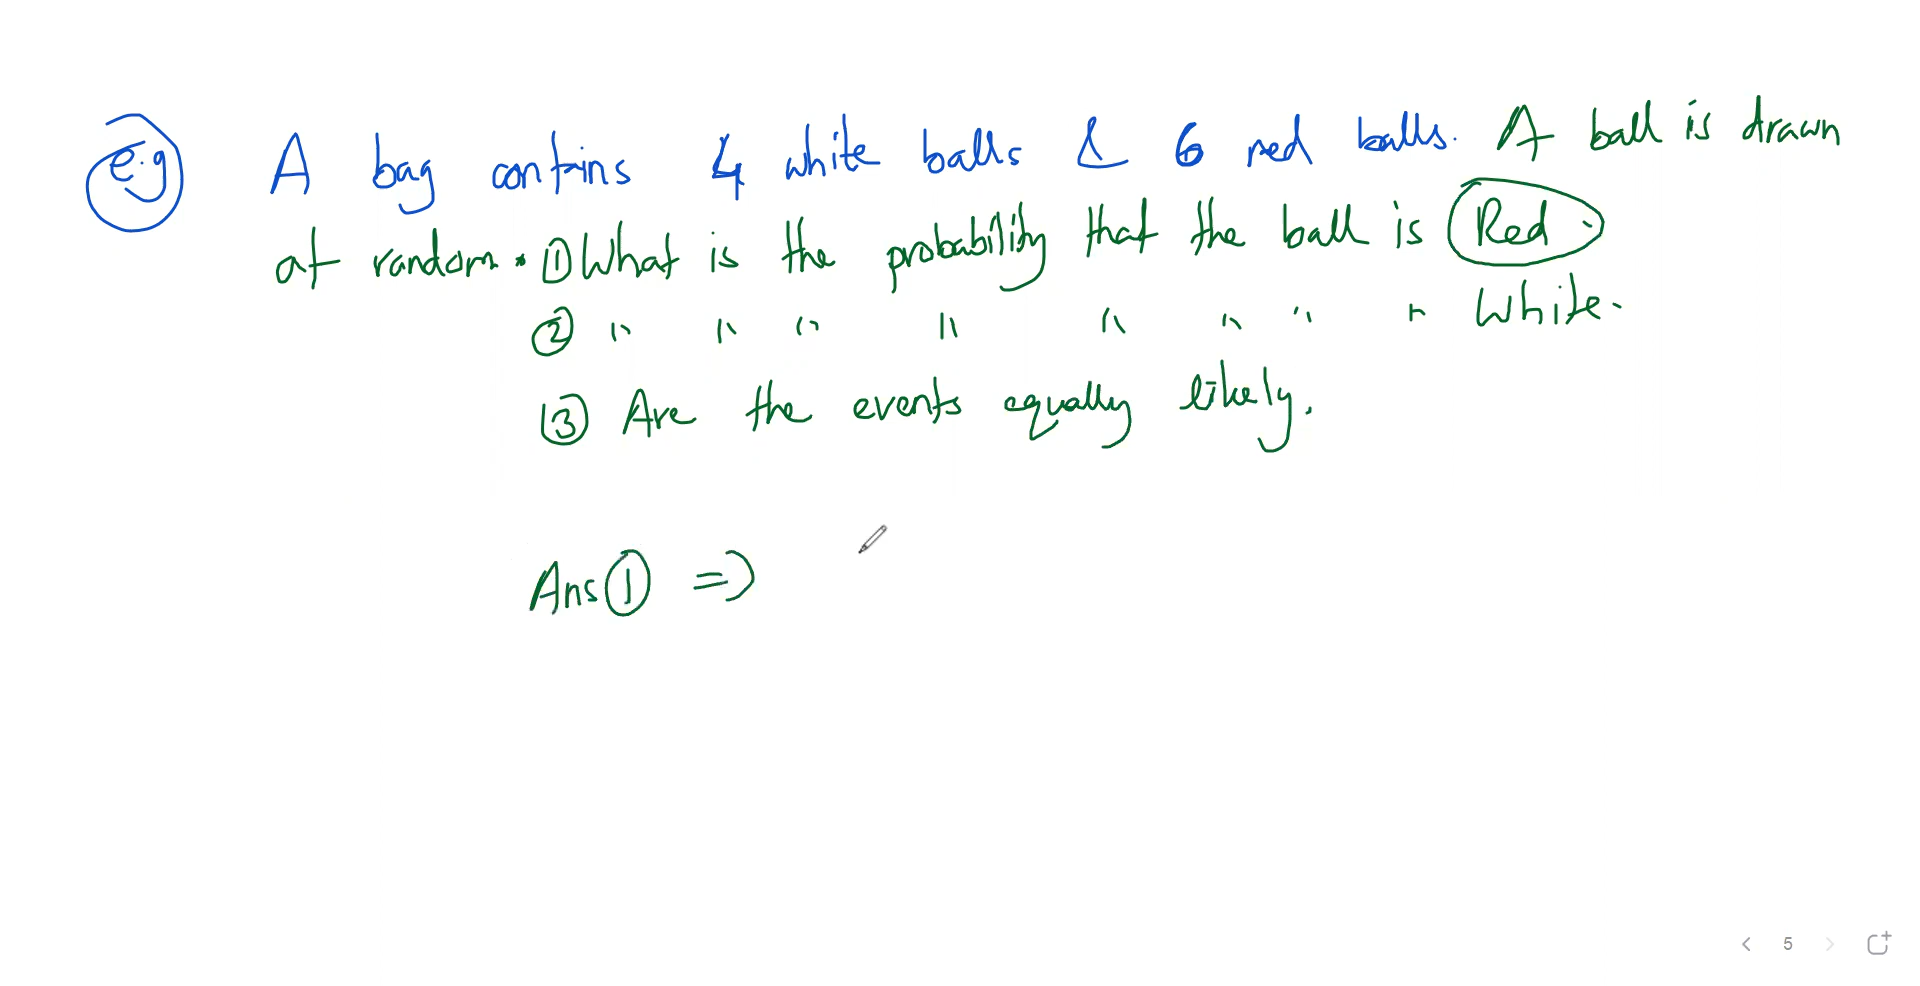 e.g A bag contains 4 white balls & 6 red balls. A ball is drawn
at random. ① What is the probability that the ball is Red.
② " " " " " " " " White.
③ Are the events equally likely.
Ans ① =>
< 5 >